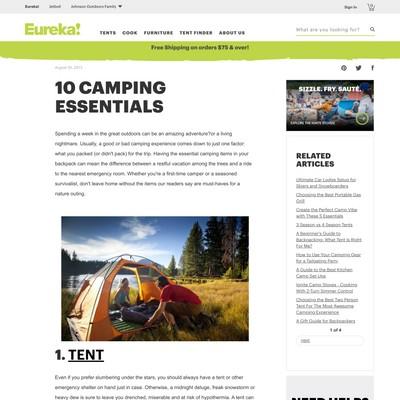 Eureka! Jetboil Johnson Outdoors Family Sign In
Eureka! TENTS COOK FURNITURE TENT FINDER ABOUT US What are you looking for?
Free Shipping on orders $75 & over!
10 CAMPING
ESSENTIALS
Spending a week in the great outdoors can be an amazing adventure?or a living
nightmare. Usually, a good or bad camping experience comes down to just one factor:
what you packed (or didn't pack) for the trip. Having the essential camping items in your
backpack can mean the difference between a restful vacation among the trees and a ride
to the nearest emergency room. Whether you're a first-time camper or a seasoned
survivalist, don't leave home without the items our readers say are must-haves for a
nature outing.
1. TENT
Even if you prefer slumbering under the stars, you should always have a tent or other
emergency shelter on hand just in case. Otherwise, a midnight deluge, freak snowstorm or
heavy dew is sure to leave you drenched, miserable and at risk of hypothermia. A tent can
SIZZLE. FRY. SAUTÉ.
EXPLORE THE IGNITE STOVES
RELATED
ARTICLES
Ultimate Car Lodge Setup for
Skiers and Snowboarders
Choosing the Best Portable Gas
Grill
Create the Perfect Camp Vibe
with These 5 Essentials
3 Season vs 4 Season Tents
A Beginner's Guide to
Backpacking: What Tent is Right
For Me?
How to Use Your Camping Gear
for a Tailgating Party
A Guide to the Best Kitchen
Camp Set Use
Ignite Camp Stoves - Cooking
With 2-Turn Simmer Control
Choosing the Best Two Person
Tent For The Most Awesome
Camping Experience
A Gift Guide for Backpackers
1 of 4
next
NEED HELP?